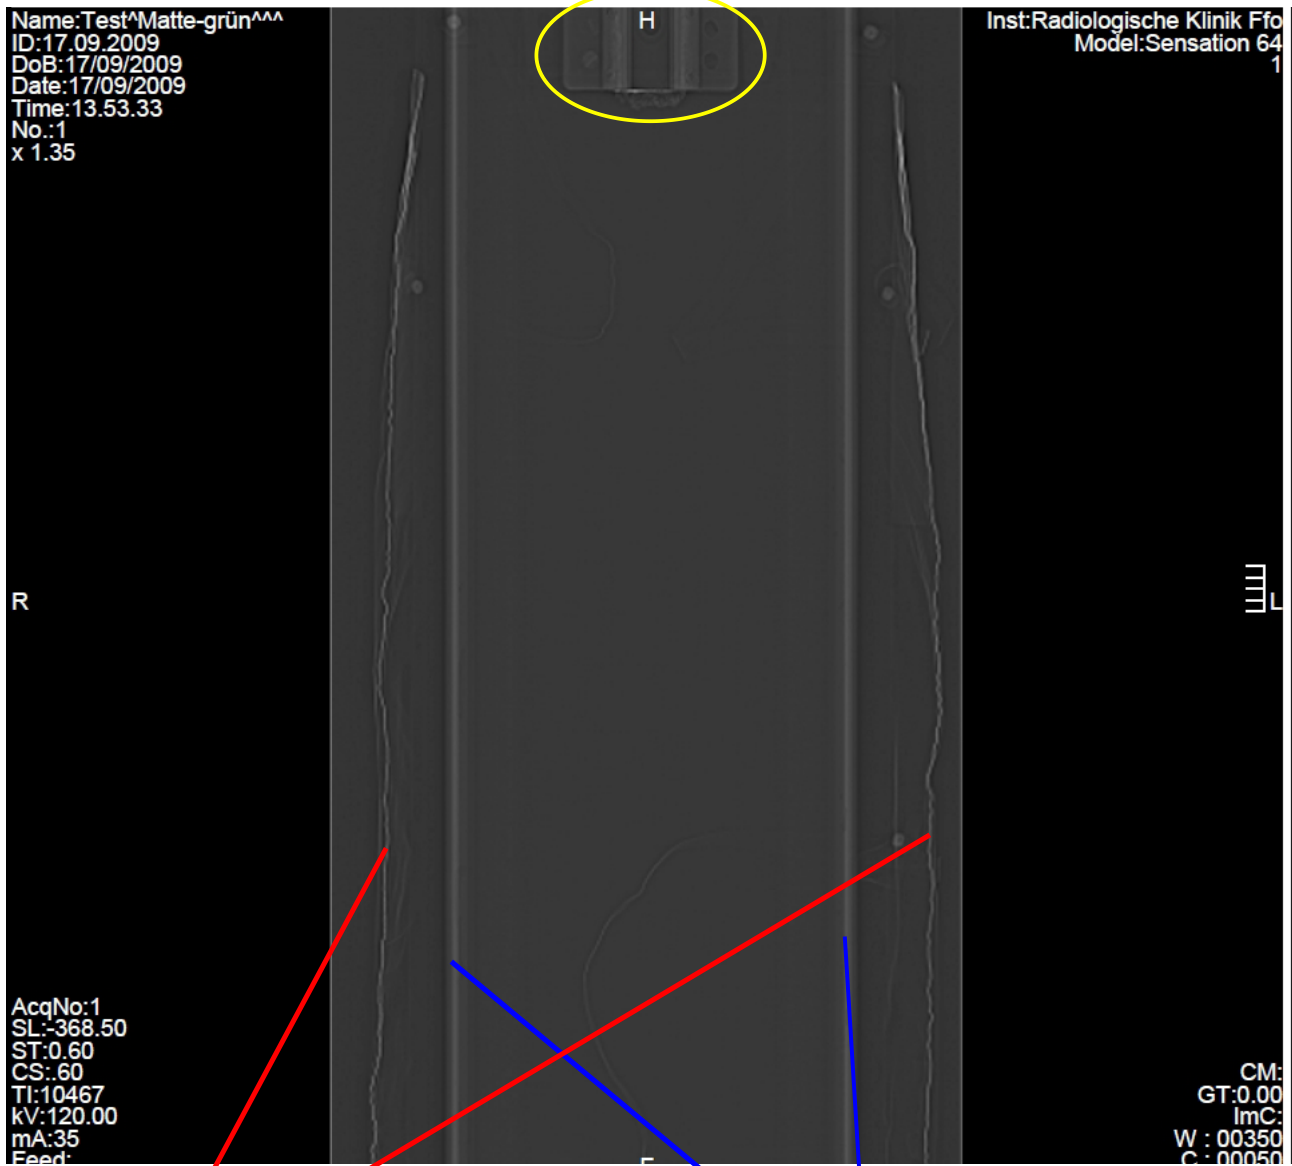 Name:Test^Matte-grün^^^
ID:17.09.2009
DoB:17/09/2009
Date:17/09/2009
Time:13.53.33
No.:1
x 1.35
H
Inst:Radiologische Klinik Ffo
Model:Sensation 64
1
R
L
AcqNo:1
SL:-368.50
ST:0.60
CS:.60
TI:10467
kV:120.00
mA:35
Feed:
F
CM:
GT:0.00
ImC:
W : 00350
C : 00050